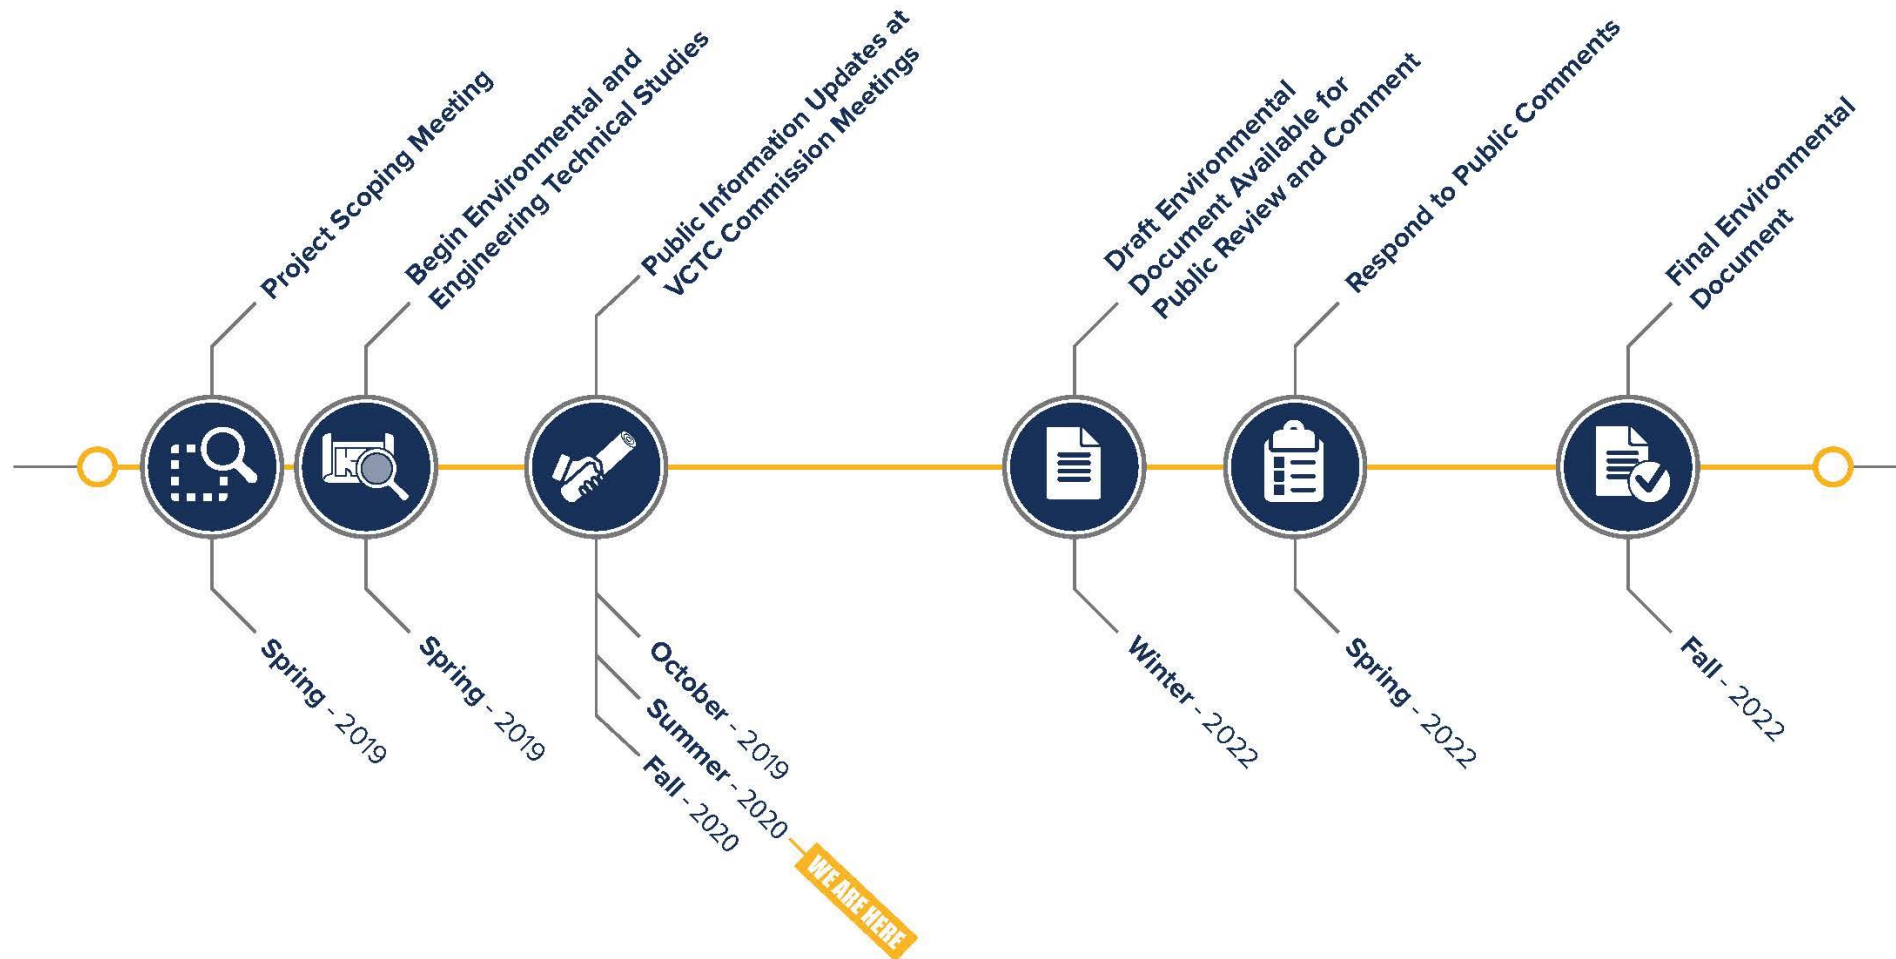 Project Scoping Meeting
Begin Environmental and
Engineering Technical Studies
Public Information Updates at
VCTC Commission Meetings
Draft Environmental
Document Available for
Public Review and Comment
Respond to Public Comments
Final Environmental
Document
Spring - 2019
Spring - 2019
October - 2019
Summer - 2020
Fall - 2020
WE ARE HERE
Winter - 2022
Spring - 2022
Fall - 2022